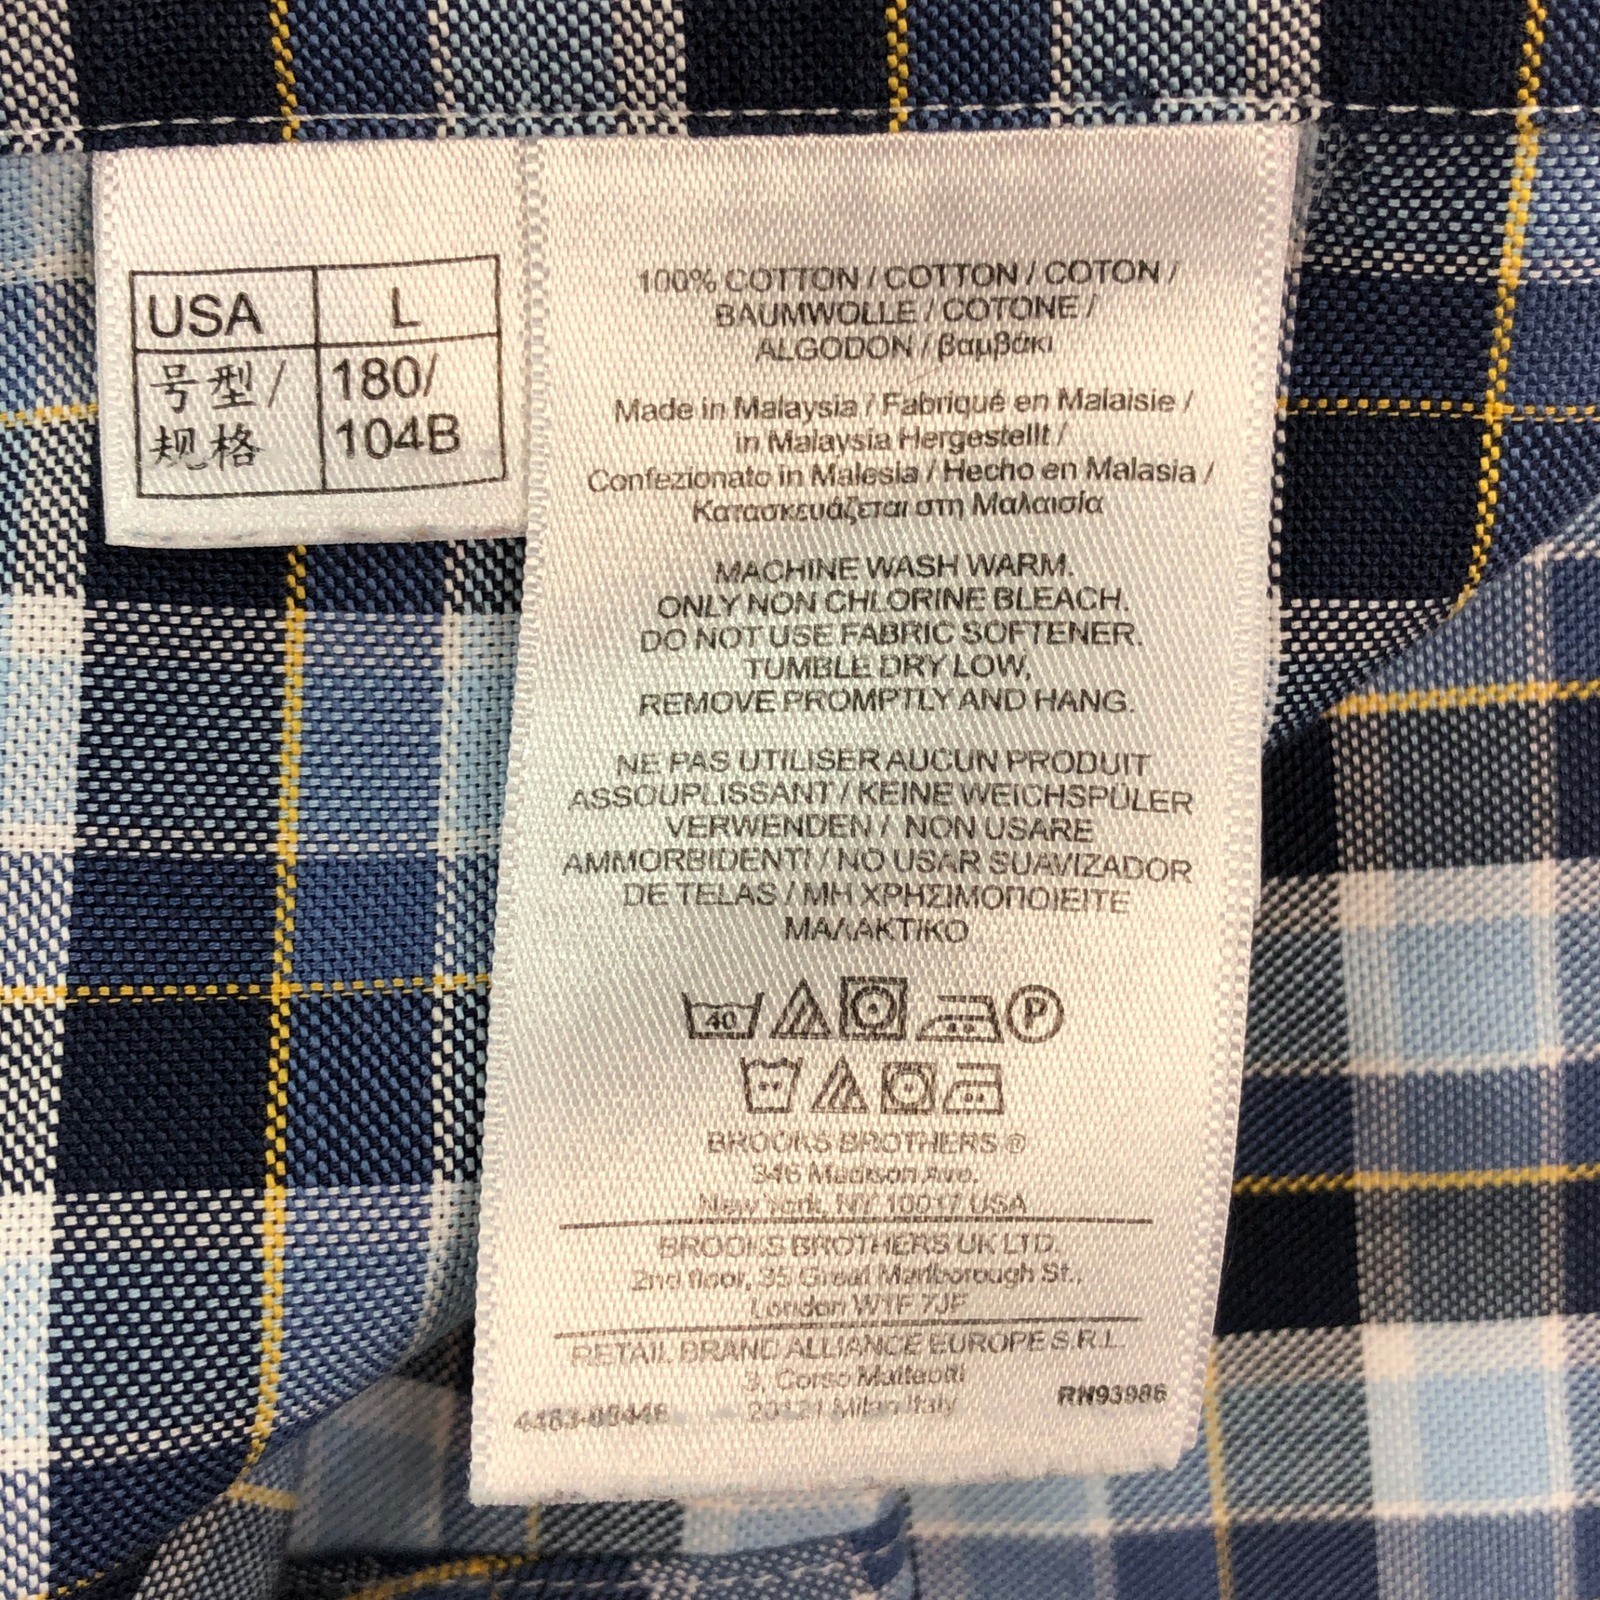 USA L
号型/ 180/
规格 104B
100% COTTON / COTTON / COTON /
BAUMWOLLE / COTONE /
ALGODON / βαμβάκι
Made in Malaysia / Fabriqué en Malaisie /
in Malaysia Hergestellt /
Confezionato in Malesia / Hecho en Malasia /
Κατασκευάζεται στη Μαλαισία
MACHINE WASH WARM.
ONLY NON CHLORINE BLEACH.
DO NOT USE FABRIC SOFTENER.
TUMBLE DRY LOW,
REMOVE PROMPTLY AND HANG.
NE PAS UTILISER AUCUN PRODUIT
ASSOUPLISSANT / KEINE WEICHSPÜLER
VERWENDEN / NON USARE
AMMORBIDENTI / NO USAR SUAVIZADOR
DE TELAS / ΜΗ ΧΡΗΣΙΜΟΠΟΙΕΙΤΕ
ΜΑΛΑΚΤΙΚΟ
40 P
BROOKS BROTHERS ®
346 Madison Ave.
New York, NY 10017 USA
BROOKS BROTHERS UK LTD.
2nd floor, 35 Great Marlborough St.,
London W1F 7JF
RETAIL BRAND ALLIANCE EUROPE S.R.L.
3, Corso Matteotti
20121 Milan Italy
RN93986